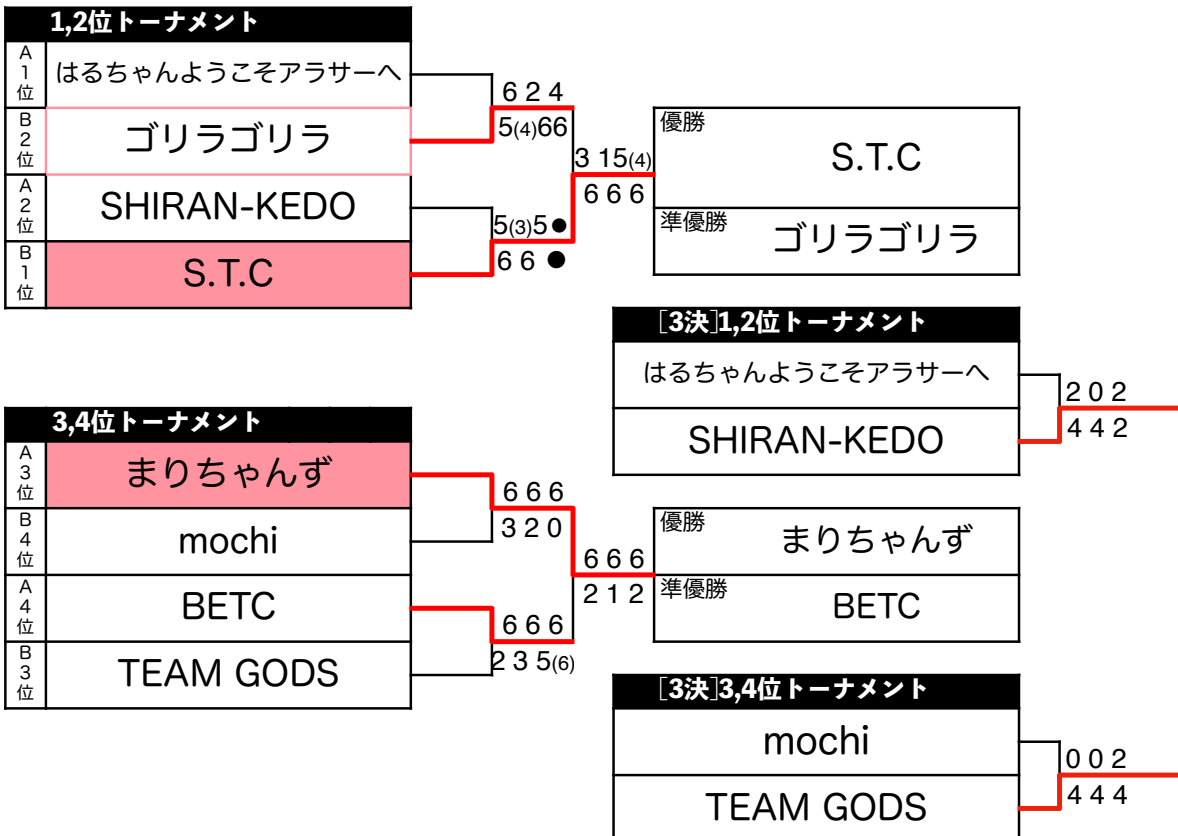 1,2位トーナメント
A1位 はるちゃんようこそアラサーへ
6 2 4
B2位 ゴリラゴリラ
5(4)66
A2位 SHIRAN-KEDO
5(3)5●
B1位 S.T.C
6 6 ●
3 15(4)
6 6 6
優勝 S.T.C
準優勝 ゴリラゴリラ
[3決]1,2位トーナメント
はるちゃんようこそアラサーへ
2 0 2
SHIRAN-KEDO
4 4 2
3,4位トーナメント
A3位 まりちゃんず
6 6 6
B4位 mochi
3 2 0
A4位 BETC
6 6 6
B3位 TEAM GODS
2 3 5(6)
6 6 6
2 1 2
優勝 まりちゃんず
準優勝 BETC
[3決]3,4位トーナメント
mochi
0 0 2
TEAM GODS
4 4 4